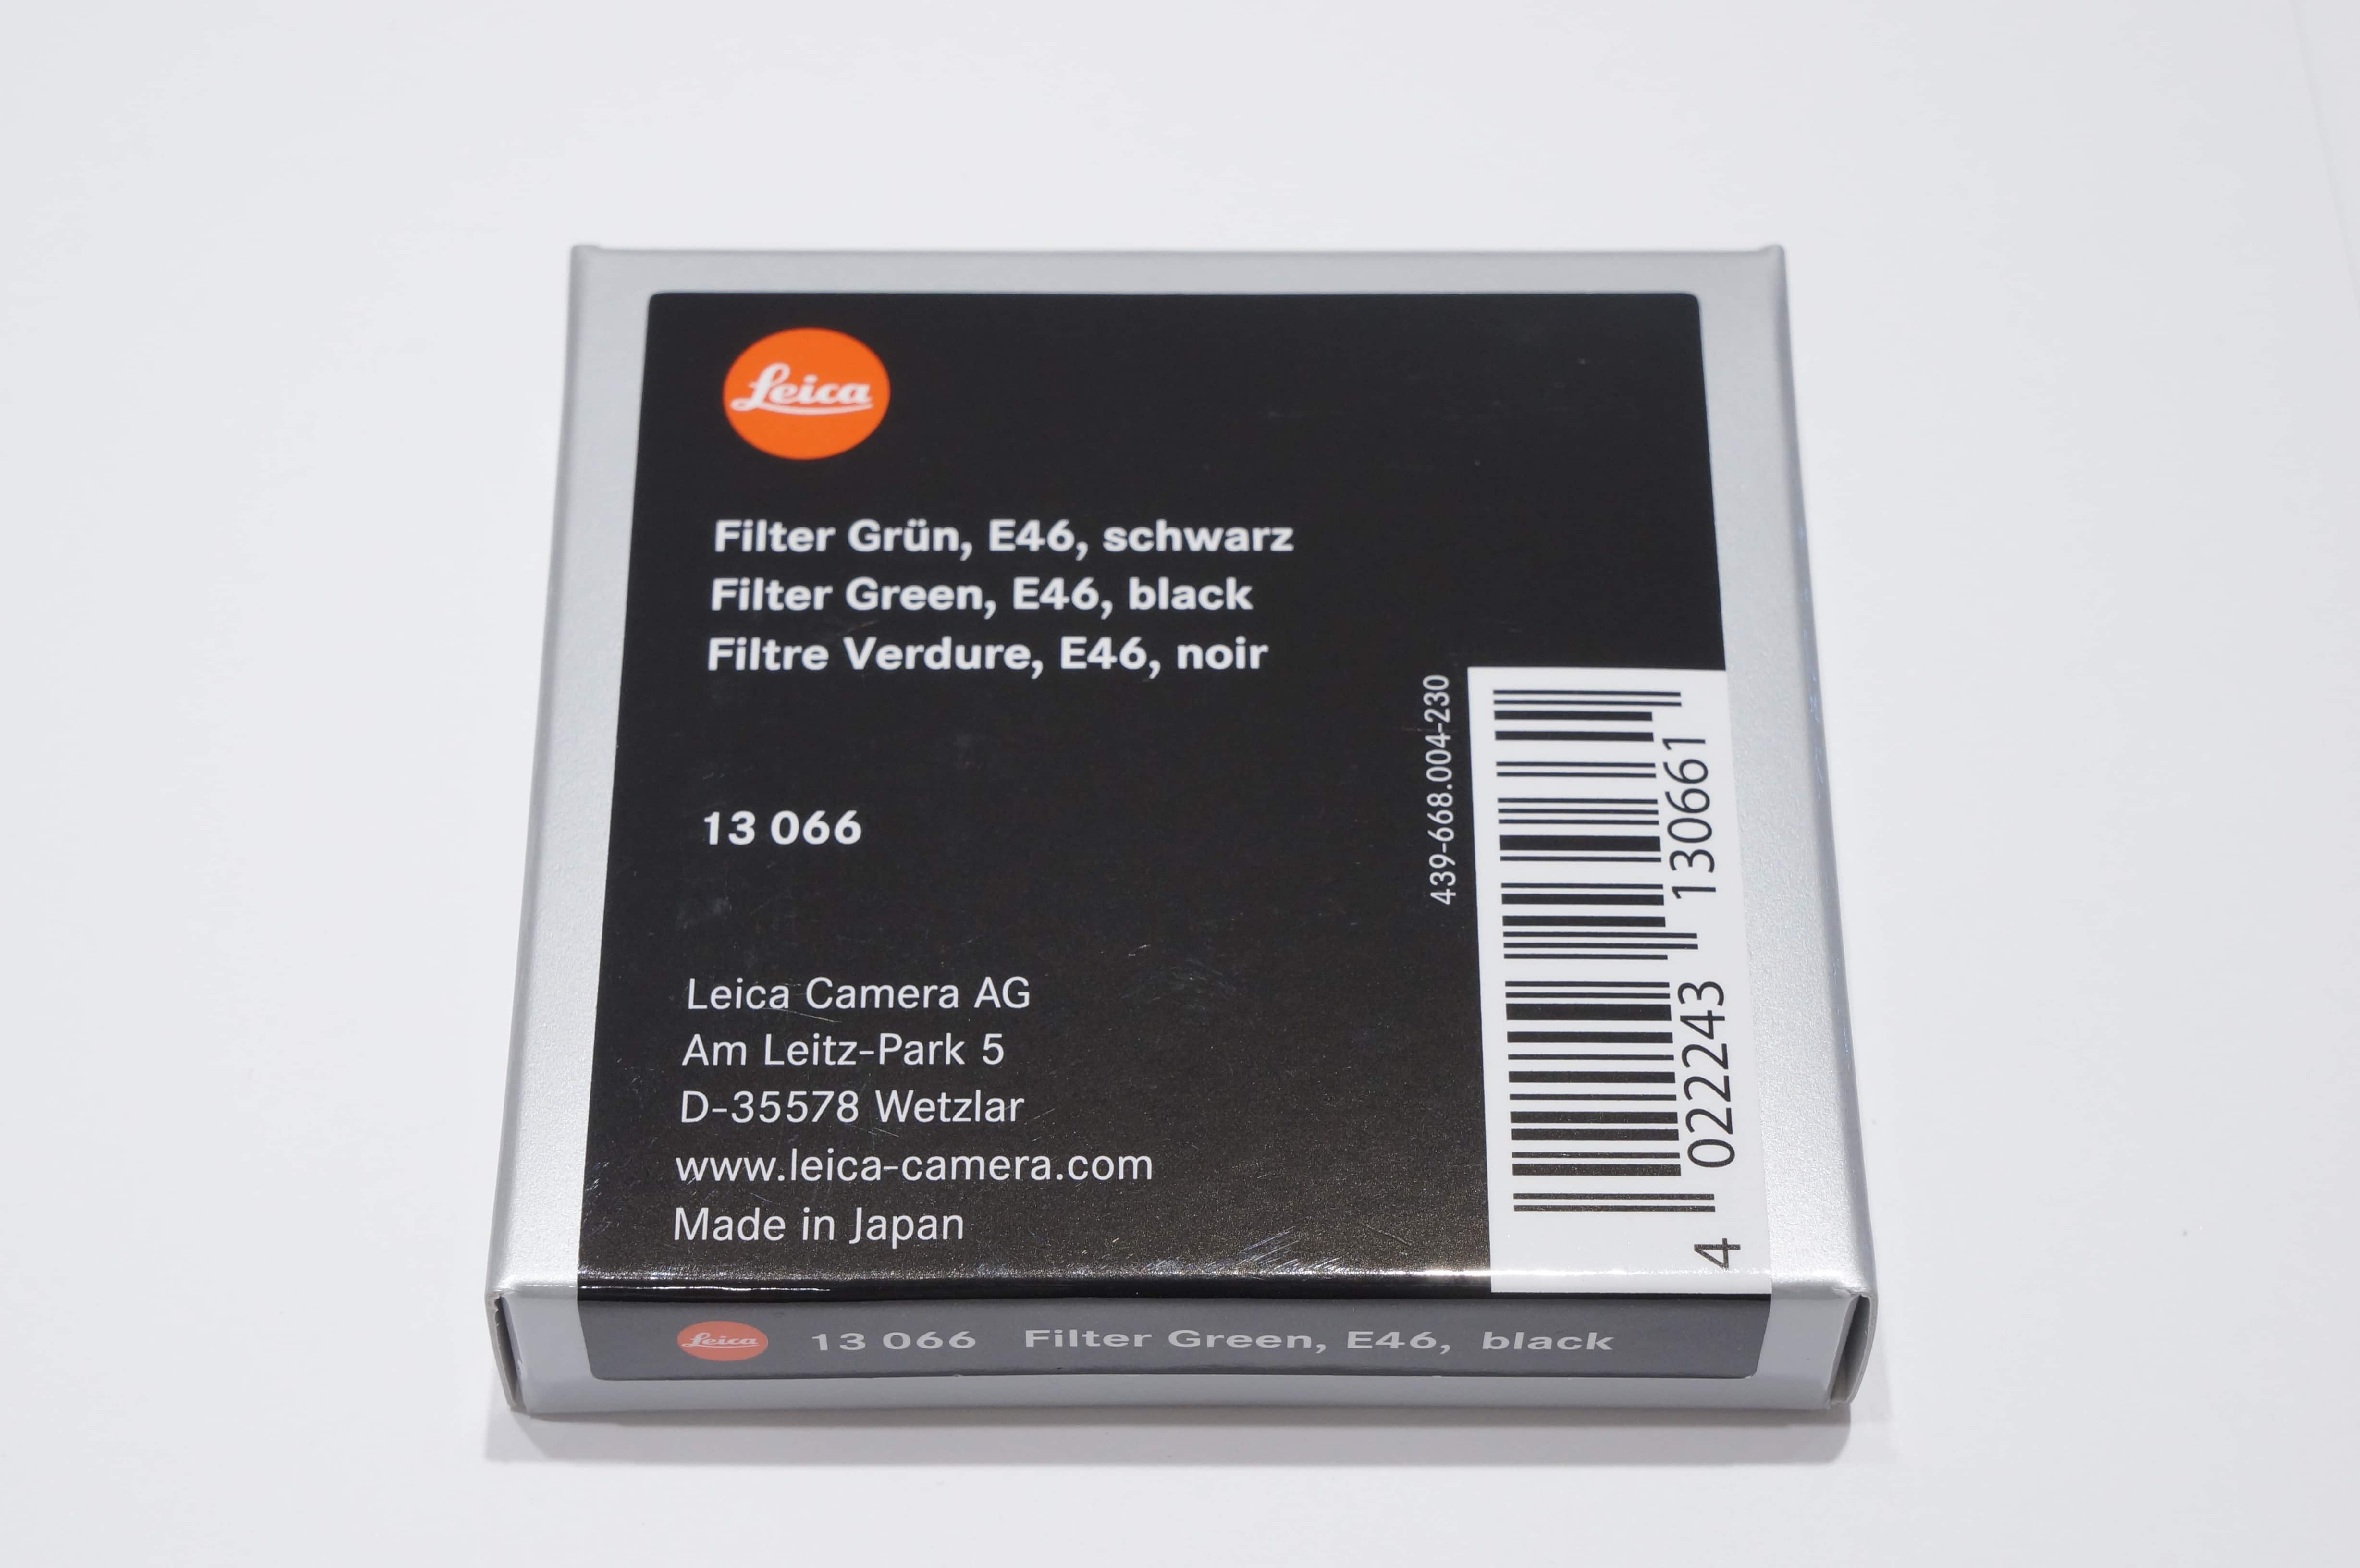 Leica
Filter Grün, E46, schwarz
Filter Green, E46, black
Filtre Verdure, E46, noir
13 066
439-668.004-230
4 022243 130661
Leica Camera AG
Am Leitz-Park 5
D-35578 Wetzlar
www.leica-camera.com
Made in Japan
Leica 13 066 Filter Green, E46, black